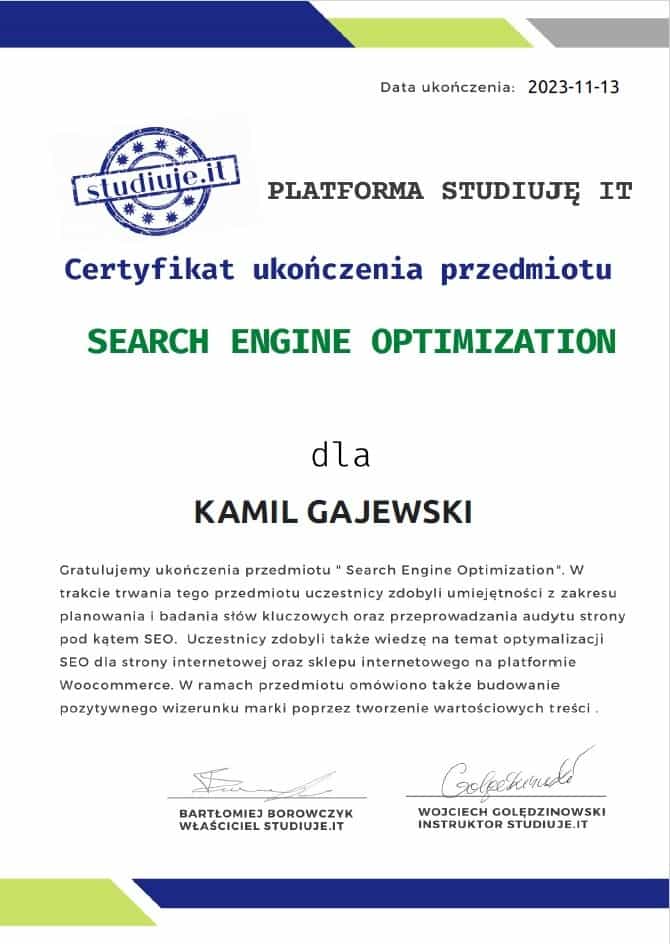 Data ukończenia: 2023-11-13
studiuje.it
PLATFORMA STUDIUJĘ IT
Certyfikat ukończenia przedmiotu
SEARCH ENGINE OPTIMIZATION
dla
KAMIL GAJEWSKI
Gratulujemy ukończenia przedmiotu " Search Engine Optimization". W
trakcie trwania tego przedmiotu uczestnicy zdobyli umiejętności z zakresu
planowania i badania słów kluczowych oraz przeprowadzania audytu strony
pod kątem SEO.  Uczestnicy zdobyli także wiedzę na temat optymalizacji
SEO dla strony internetowej oraz sklepu internetowego na platformie
Woocommerce. W ramach przedmiotu omówiono także budowanie
pozytywnego wizerunku marki poprzez tworzenie wartościowych treści .
BARTŁOMIEJ BOROWCZYK
WŁAŚCICIEL STUDIUJE.IT
WOJCIECH GOLĘDZINOWSKI
INSTRUKTOR STUDIUJE.IT